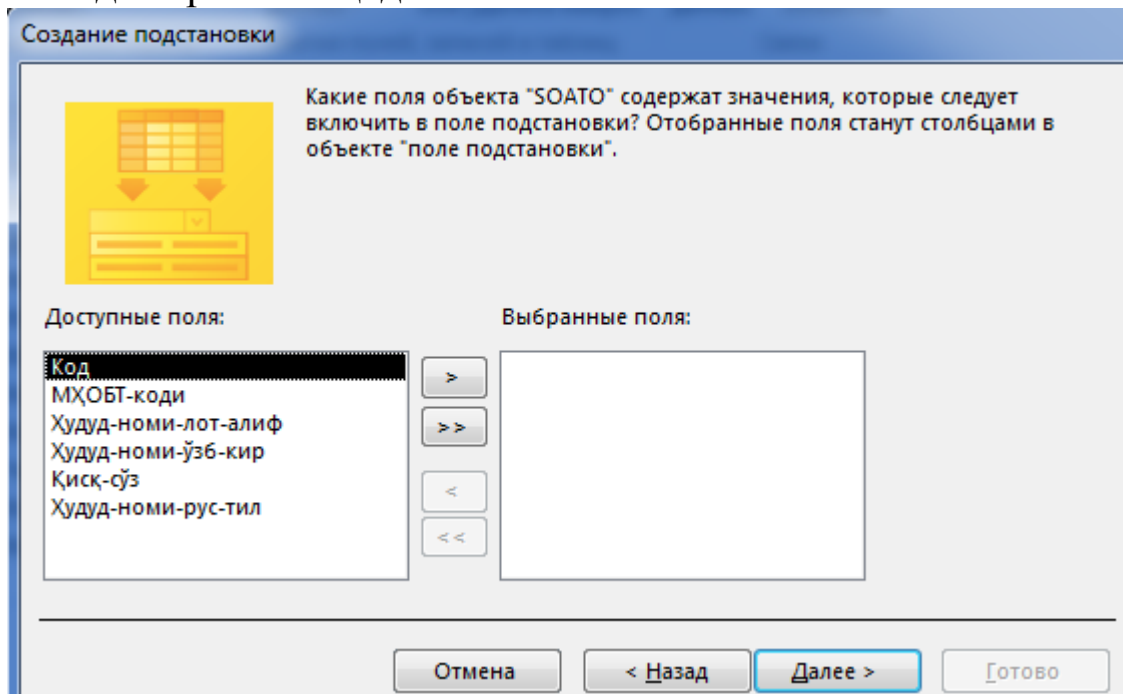 Создание подстановки
Какие поля объекта "SOATO" содержат значения, которые следует
включить в поле подстановки? Отобранные поля станут столбцами в
объекте "поле подстановки".
Доступные поля:
Выбранные поля:
Код
МҲОБТ-коди
Ҳудуд-номи-лот-алиф
Ҳудуд-номи-ўзб-кир
Қисқ-сўз
Ҳудуд-номи-рус-тил
>
>>
<
<<
Отмена
< Назад
Далее >
Готово